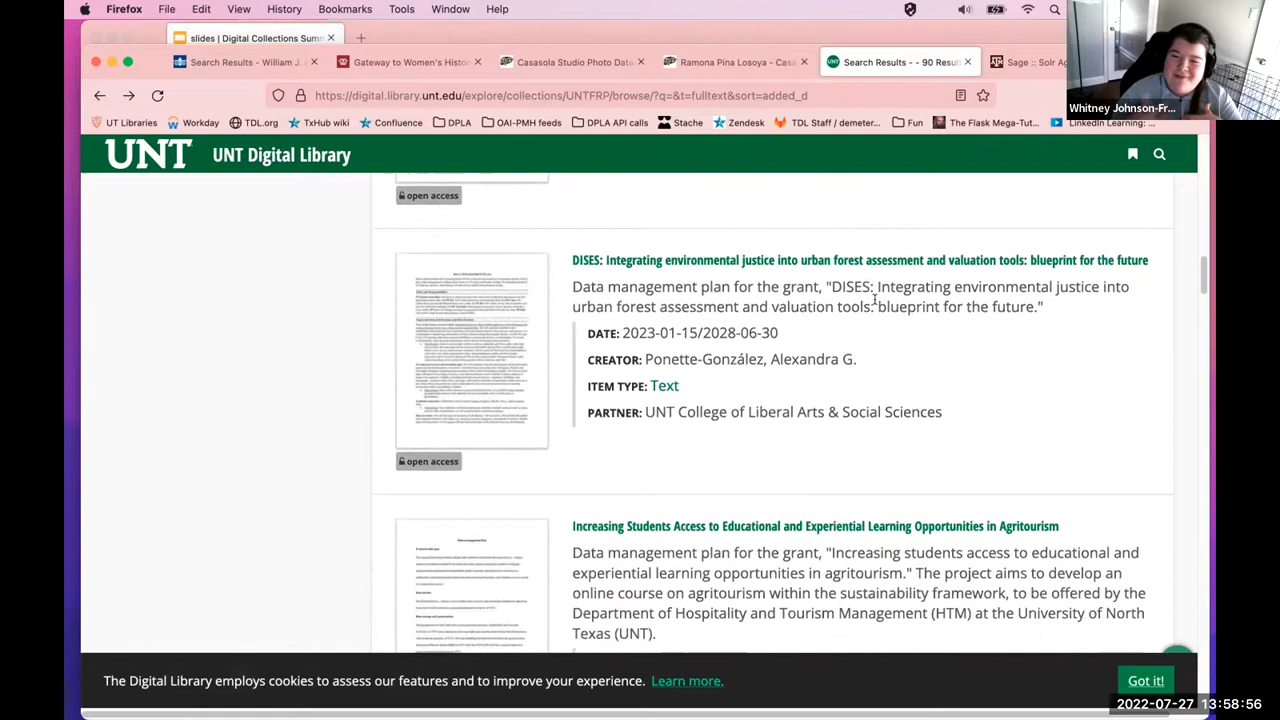 Firefox File Edit View History Bookmarks Tools Window Help
slides | Digital Collections Summ
Search Results - William J. A
Gateway to Women's Histor
Casasola Studio Photo Data
Ramona Pina Losoya - Casa
Search Results - - 90 Resul
Sage :: Solr Ag
https://digital.library.unt.edu/explore/collections/UNTFRP/browse/?q=&t=fulltext&sort=added_d
Whitney Johnson-Fr...
UT Libraries Workday TDL.org TxHub wiki Confluence DPLA OAI-PMH feeds DPLA API calls Stache Zendesk TDL Staff / demeter... Fun The Flask Mega-Tut... LinkedIn Learning: ...
UNT UNT Digital Library
open access
DISES: Integrating environmental justice into urban forest assessment and valuation tools: blueprint for the future
Data management plan for the grant, "DISES: Integrating environmental justice into
urban forest assessment and valuation tools: blueprint for the future."
DATE: 2023-01-15/2028-06-30
CREATOR: Ponette-González, Alexandra G.
ITEM TYPE: Text
PARTNER: UNT College of Liberal Arts & Social Sciences
open access
Increasing Students Access to Educational and Experiential Learning Opportunities in Agritourism
Data management plan for the grant, "Increasing students access to educational and
experiential learning opportunities in agritourism." The project aims to develop an
online course on agritourism within the sustainability framework, to be offered by the
Department of Hospitality and Tourism Management (HTM) at the University of North
Texas (UNT).
The Digital Library employs cookies to assess our features and to improve your experience. Learn more.
Got it!
2022-07-27 13:58:56